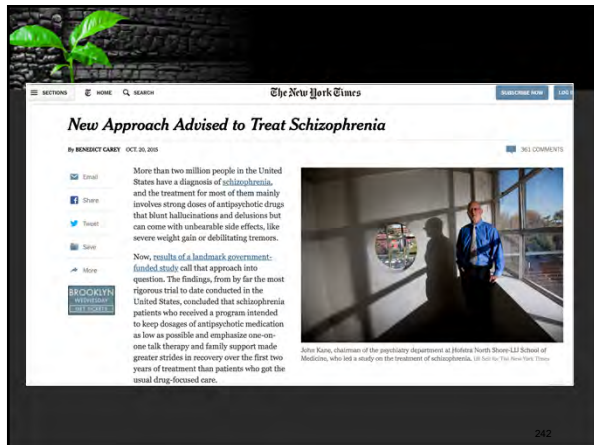 SECTIONS HOME SEARCH The New York Times SUBSCRIBE NOW
New Approach Advised to Treat Schizophrenia
By BENEDICT CAREY OCT. 20, 2015 361 COMMENTS
Email
Share
Tweet
Save
More
BROOKLYN
WEDNESDAY
More than two million people in the United
States have a diagnosis of schizophrenia,
and the treatment for most of them mainly
involves strong doses of antipsychotic drugs
that blunt hallucinations and delusions but
can come with unbearable side effects, like
severe weight gain or debilitating tremors.
Now, results of a landmark government-
funded study call that approach into
question. The findings, from by far the most
rigorous trial to date conducted in the
United States, concluded that schizophrenia
patients who received a program intended
to keep dosages of antipsychotic medication
as low as possible and emphasize one-on-
one talk therapy and family support made
greater strides in recovery over the first two
years of treatment than patients who got the
usual drug-focused care.
John Kane, chairman of the psychiatry department at Hofstra North Shore-LIJ School of
Medicine, who led a study on the treatment of schizophrenia. for The New York Times
242